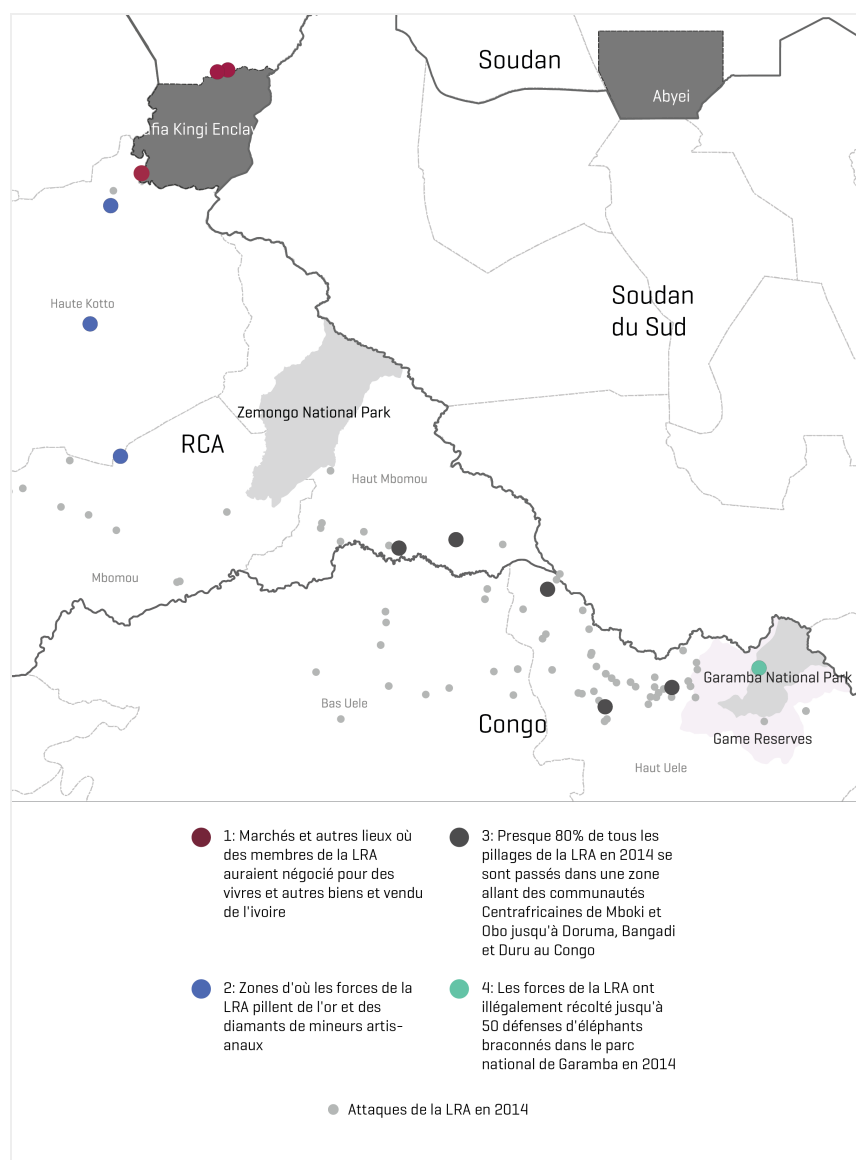 Soudan
Abyei
afia Kingi Enclav
Haute Kotto
Soudan
du Sud
Zemongo National Park
RCA
Haut Mbomou
Mbomou
Garamba National Park
Bas Uele
Congo
Game Reserves
Haut Uele
1: Marchés et autres lieux où
des membres de la LRA
auraient négocié pour des
vivres et autres biens et vendu
de l'ivoire
3: Presque 80% de tous les
pillages de la LRA en 2014 se
sont passés dans une zone
allant des communautés
Centrafricaines de Mboki et
Obo jusqu'à Doruma, Bangadi
et Duru au Congo
2: Zones d'où les forces de la
LRA pillent de l'or et des
diamants de mineurs artis-
anaux
4: Les forces de la LRA ont
illégalement récolté jusqu'à
50 défenses d'éléphants
braconnés dans le parc
national de Garamba en 2014
Attaques de la LRA en 2014